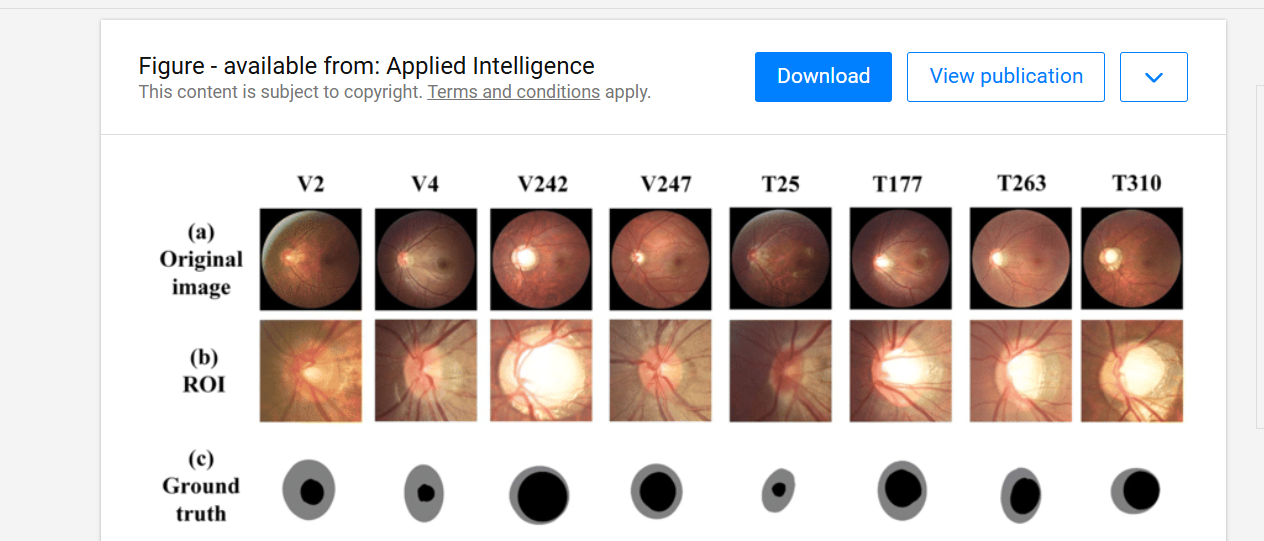 Figure - available from: Applied Intelligence
This content is subject to copyright. Terms and conditions apply.
Download
View publication
V2 V4 V242 V247 T25 T177 T263 T310
(a)
Original
image
(b)
ROI
(c)
Ground
truth